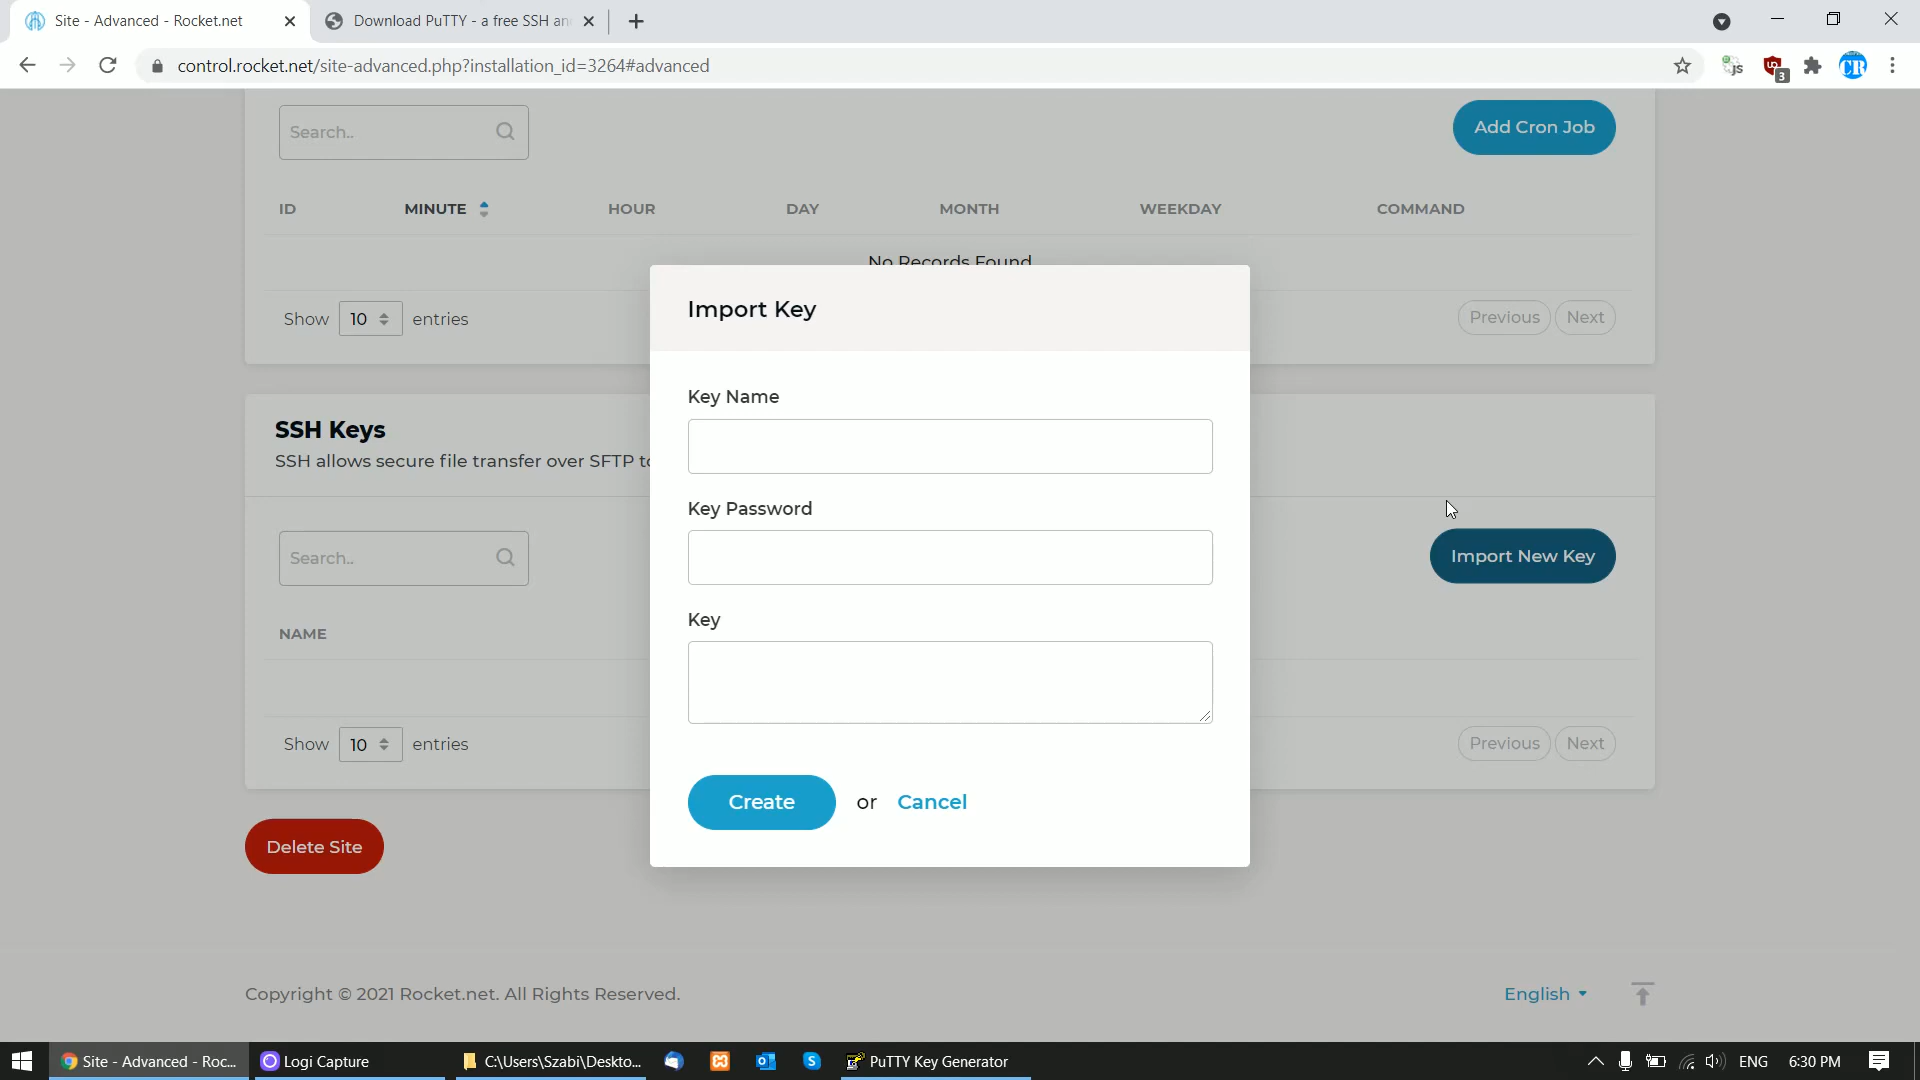 Site - Advanced - Rocket.net
Download PuTTY - a free SSH an
control.rocket.net/site-advanced.php?installation_id=3264#advanced
JS
3
CR
Search..
Add Cron Job
ID MINUTE HOUR DAY MONTH WEEKDAY COMMAND
No Records Found
Show 10 entries
Previous Next
Import Key
Key Name
SSH Keys
SSH allows secure file transfer over SFTP to
Key Password
Search..
Import New Key
Key
NAME
Show 10 entries
Previous Next
Create or Cancel
Delete Site
Copyright © 2021 Rocket.net. All Rights Reserved.
English
Site - Advanced - Roc...
Logi Capture
C:\Users\Szabi\Deskto...
PuTTY Key Generator
ENG
6:30 PM